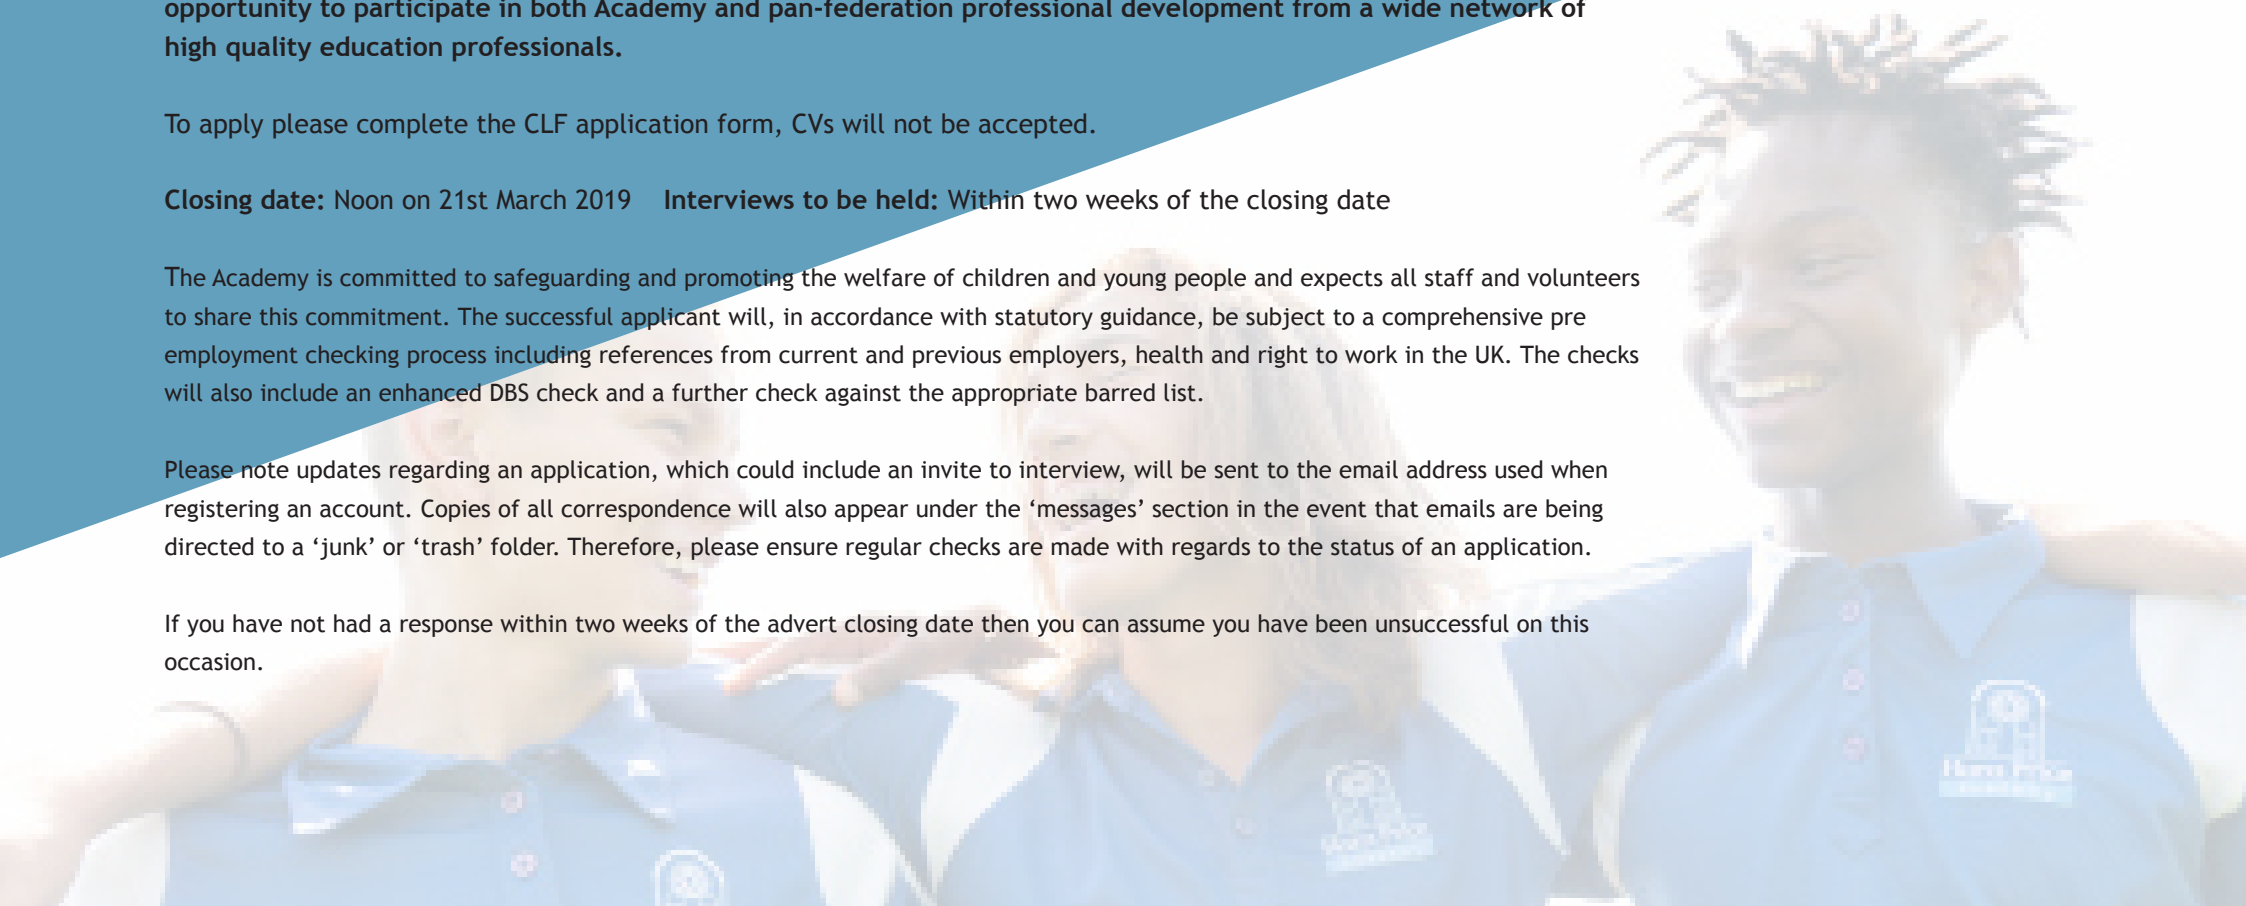 opportunity to participate in both Academy and pan-federation professional development from a wide network of
high quality education professionals.
To apply please complete the CLF application form, CVs will not be accepted.
Closing date: Noon on 21st March 2019 Interviews to be held: Within two weeks of the closing date
The Academy is committed to safeguarding and promoting the welfare of children and young people and expects all staff and volunteers
to share this commitment. The successful applicant will, in accordance with statutory guidance, be subject to a comprehensive pre
employment checking process including references from current and previous employers, health and right to work in the UK. The checks
will also include an enhanced DBS check and a further check against the appropriate barred list.
Please note updates regarding an application, which could include an invite to interview, will be sent to the email address used when
registering an account. Copies of all correspondence will also appear under the ‘messages’ section in the event that emails are being
directed to a ‘junk’ or ‘trash’ folder. Therefore, please ensure regular checks are made with regards to the status of an application.
If you have not had a response within two weeks of the advert closing date then you can assume you have been unsuccessful on this
occasion.